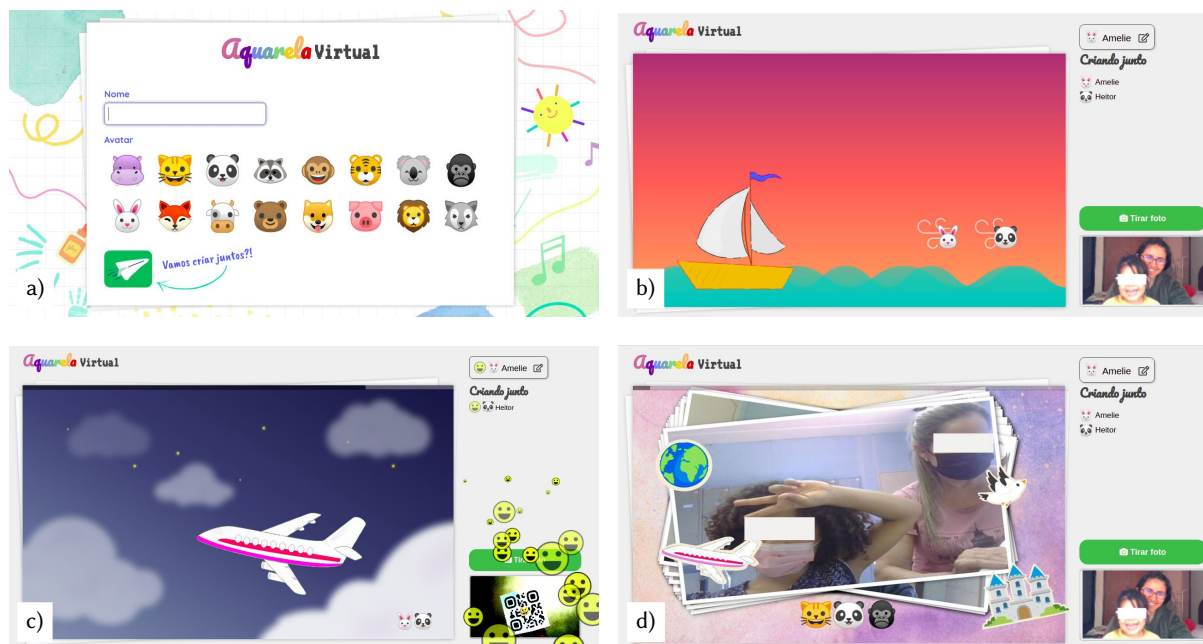 Aquarela Virtual
Nome
Avatar
Vamos criar juntos?!
a)
Aquarela Virtual
Amelie
Criando junto
Amelie
Heitor
Tirar foto
b)
Aquarela Virtual
Amelie
Criando junto
Heitor
c)
Aquarela Virtual
Amelie
Criando junto
Amelie
Heitor
Tirar foto
d)